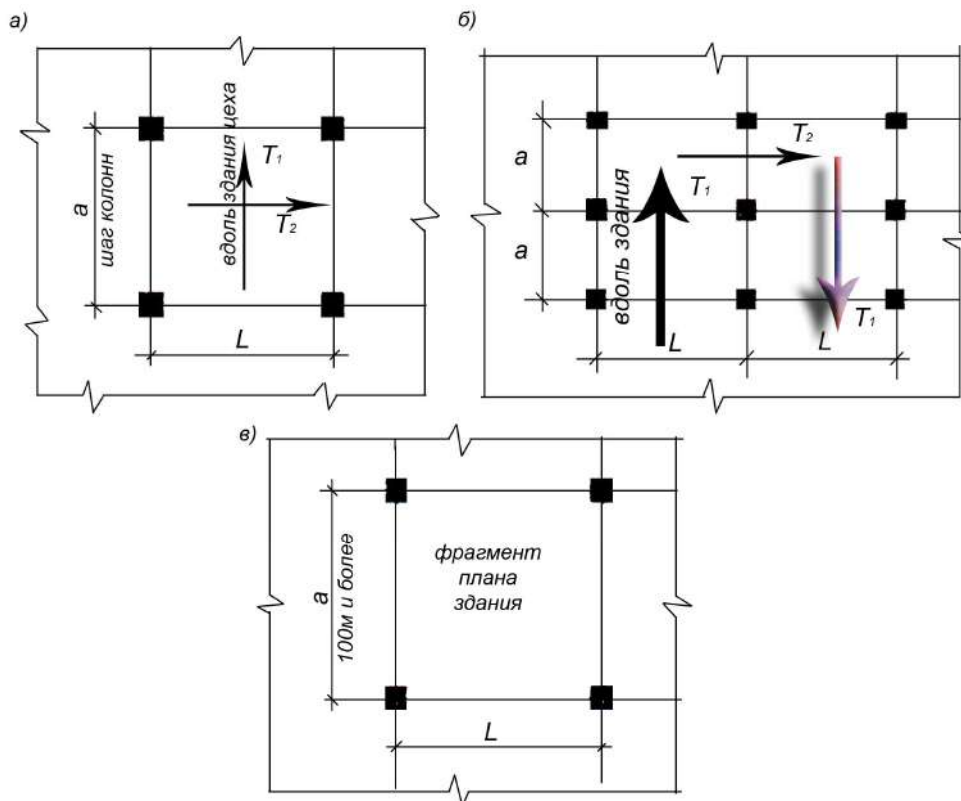 а)
вдоль здания цеха
T1
T2
a
шаг колонн
L
б)
a
a
вдоль здания
T1
T2
T1
L
L
в)
a
100м и более
фрагмент
плана
здания
L